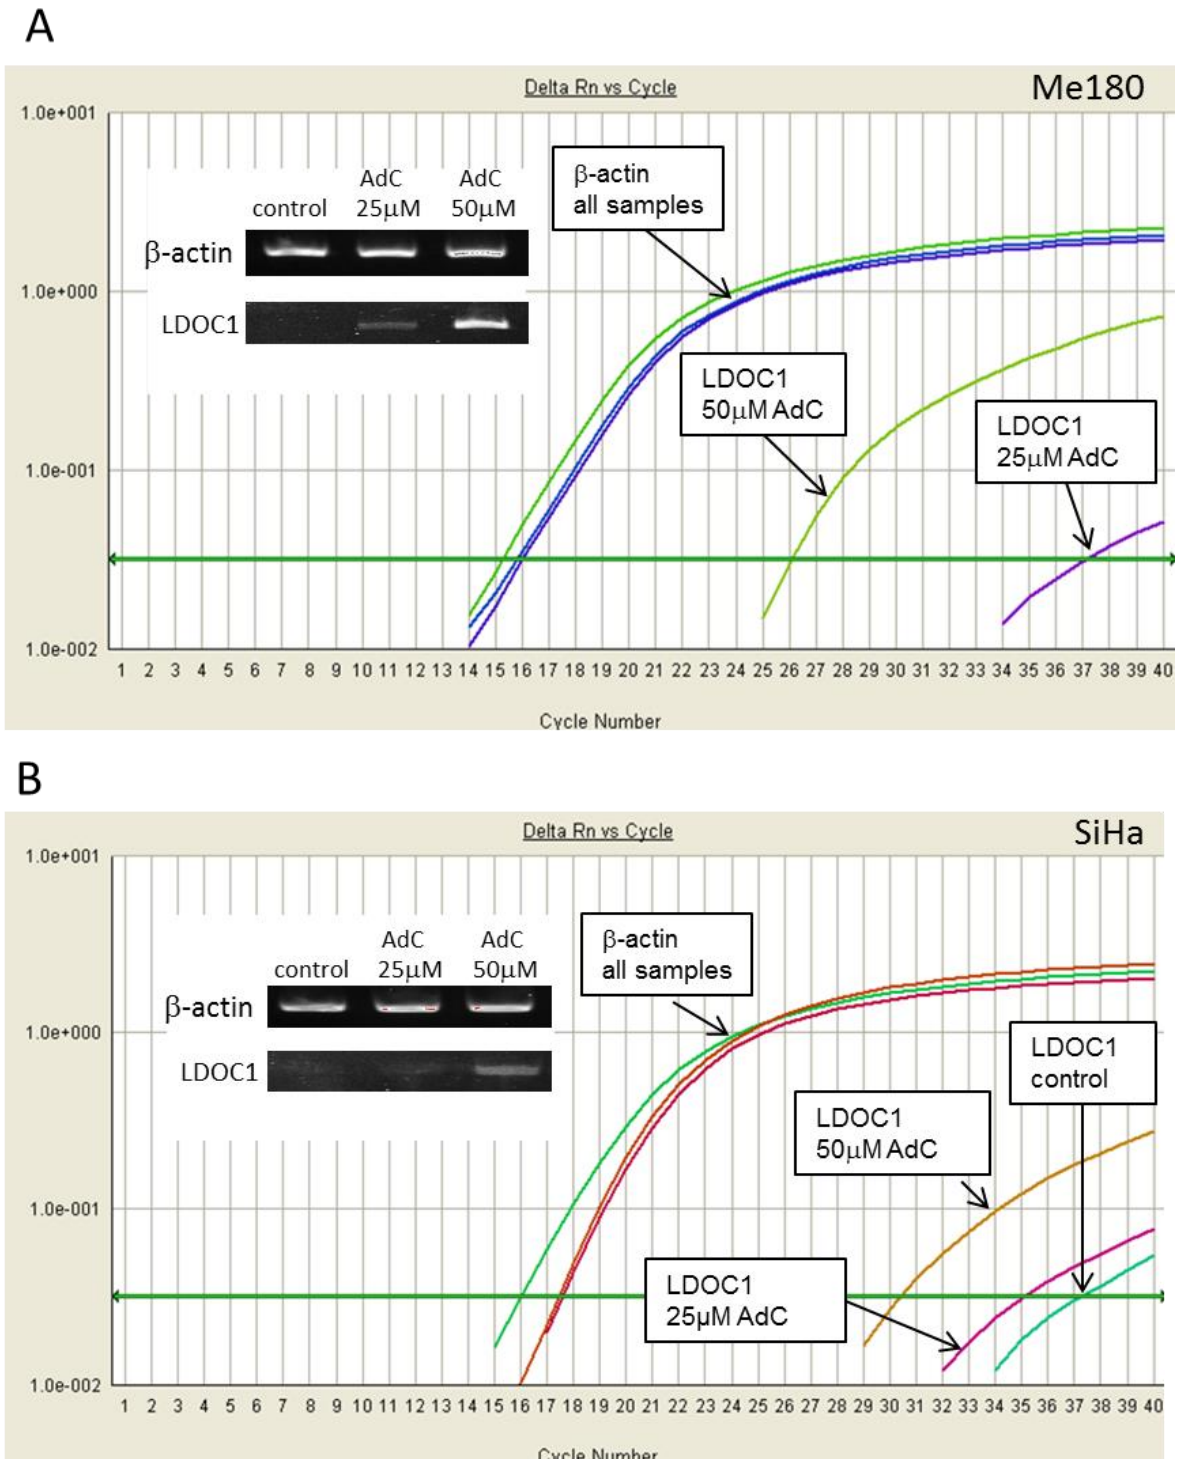 A
Delta Rn vs Cycle
Me180
1.0e+001
1.0e+000
1.0e-001
1.0e-002
control
AdC
25μM
AdC
50μM
β-actin
LDOC1
β-actin
all samples
LDOC1
50μM AdC
LDOC1
25μM AdC
1 2 3 4 5 6 7 8 9 10 11 12 13 14 15 16 17 18 19 20 21 22 23 24 25 26 27 28 29 30 31 32 33 34 35 36 37 38 39 40
Cycle Number
B
Delta Rn vs Cycle
SiHa
1.0e+001
1.0e+000
1.0e-001
1.0e-002
control
AdC
25μM
AdC
50μM
β-actin
LDOC1
β-actin
all samples
LDOC1
control
LDOC1
50μM AdC
LDOC1
25μM AdC
1 2 3 4 5 6 7 8 9 10 11 12 13 14 15 16 17 18 19 20 21 22 23 24 25 26 27 28 29 30 31 32 33 34 35 36 37 38 39 40
Cycle Number